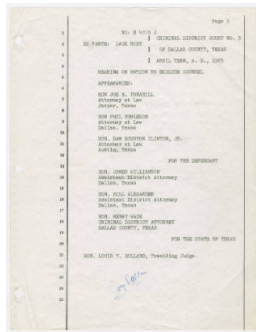 Page 1
NO. E 4010 J
CRIMINAL DISTRICT COURT NO. 3
EX PARTE: JACK RUBY
OF DALLAS COUNTY, TEXAS
APRIL TERM, A. D., 1965
HEARING ON MOTION TO
COUNSEL
APPEARANCES:
HON JOE H. TONAHILL
Attorney at Law
Jasper, Texas
HON PHIL BURLESON
Attorney at Law
Dallas, Texas
HON. SAM HOUSTON CLINTON, JR.
Attorney at Law
Austin, Texas
FOR THE DEFENDANT
HON. JAMES WILLIAMSON
Assistant District Attorney
Dallas, Texas
HON. BILL ALEXANDER
Assistant District Attorney
Dallas, Texas
HON. HENRY WADE
CRIMINAL DISTRICT ATTORNEY
DALLAS COUNTY, TEXAS
FOR THE STATE OF TEXAS
HON. LOUIS T. HOLLAND, Presiding Judge